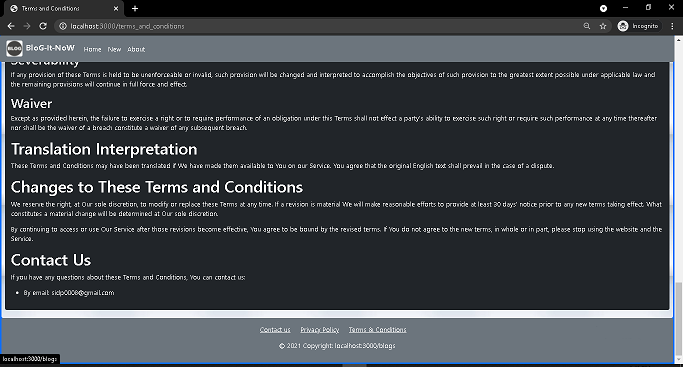 Terms and Conditions
localhost:3000/terms_and_conditions
Incognito
BLOG
BloG-It-NoW Home New About
Severability
If any provision of these Terms is held to be unenforceable or invalid, such provision will be changed and interpreted to accomplish the objectives of such provision to the greatest extent possible under applicable law and
the remaining provisions will continue in full force and effect.
Waiver
Except as provided herein, the failure to exercise a right or to require performance of an obligation under this Terms shall not effect a party's ability to exercise such right or require such performance at any time thereafter
nor shall be the waiver of a breach constitute a waiver of any subsequent breach.
Translation Interpretation
These Terms and Conditions may have been translated if We have made them available to You on our Service. You agree that the original English text shall prevail in the case of a dispute.
Changes to These Terms and Conditions
We reserve the right, at Our sole discretion, to modify or replace these Terms at any time. If a revision is material We will make reasonable efforts to provide at least 30 days' notice prior to any new terms taking effect. What
constitutes a material change will be determined at Our sole discretion.
By continuing to access or use Our Service after those revisions become effective, You agree to be bound by the revised terms. If You do not agree to the new terms, in whole or in part, please stop using the website and the
Service.
Contact Us
If you have any questions about these Terms and Conditions, You can contact us:
• By email: sidp0008@gmail.com
Contact us Privacy Policy Terms & Conditions
© 2021 Copyright: localhost:3000/blogs
localhost:3000/blogs